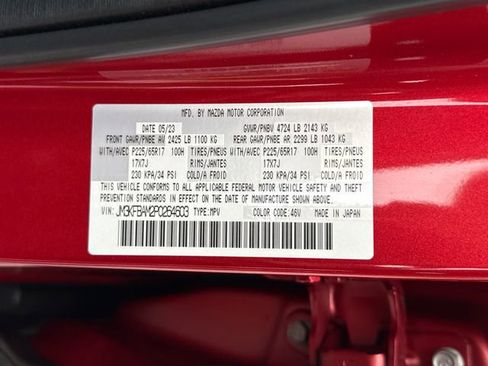 MFD. BY MAZDA MOTOR CORPORATION
DATE 05/23 GVWR/PNBV 4724 LB 2143 KG
FRONT GAWR/PNBE AV 2425 LB 1100 KG REAR GAWR/PNBE AR 2299 LB 1043 KG
WITH/AVEC P225/65R17 100H TIRES/PNEUS WITH/AVEC P225/65R17 100H TIRES/PNEUS
17X7J RIMS/JANTES 17X7J RIMS/JANTES
230 KPA/34 PSI COLD/A FROID 230 KPA/34 PSI COLD/A FROID
THIS VEHICLE CONFORMS TO ALL APPLICABLE FEDERAL MOTOR VEHICLE SAFETY, BUMPER, AND THEFT
PREVENTION STANDARDS IN EFFECT ON THE DATE OF MANUFACTURE SHOWN ABOVE.
VIN: JM3KFBAM2P0264603 TYPE: MPV COLOR CODE: 46V MADE IN JAPAN